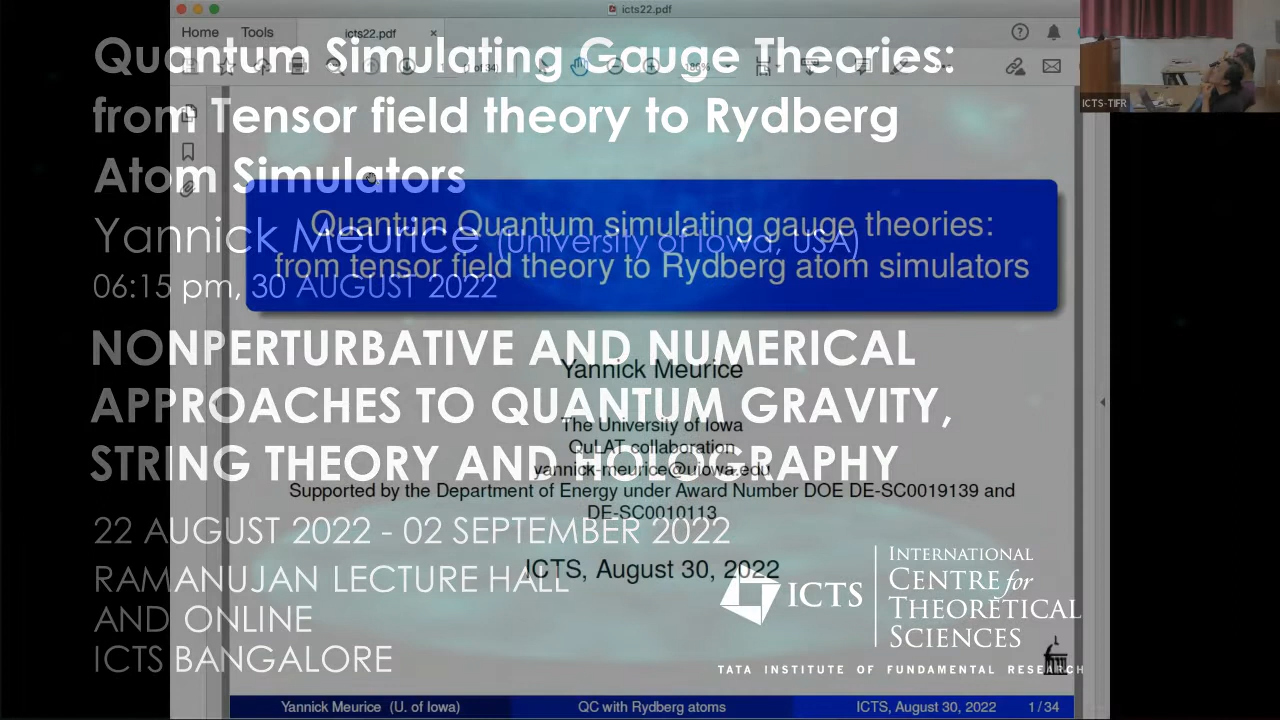 icts22.pdf
Home Tools icts22.pdf ×
Quantum Simulating Gauge Theories:
from Tensor field theory to Rydberg
Atom Simulators
Yannick Meurice (University of Iowa, USA)
06:15 pm, 30 AUGUST 2022
NONPERTURBATIVE AND NUMERICAL
APPROACHES TO QUANTUM GRAVITY,
STRING THEORY AND HOLOGRAPHY
22 AUGUST 2022 - 02 SEPTEMBER 2022
RAMANUJAN LECTURE HALL
AND ONLINE
ICTS BANGALORE
ICTS
INTERNATIONAL
CENTRE for
THEORETICAL
SCIENCES
TATA INSTITUTE OF FUNDAMENTAL RESEARCH
ICTS-TIFR
Quantum Quantum simulating gauge theories:
from tensor field theory to Rydberg atom simulators
Yannick Meurice
The University of Iowa
QuLAT collaboration
yannick-meurice@uiowa.edu
Supported by the Department of Energy under Award Number DOE DE-SC0019139 and
DE-SC0010113
ICTS, August 30, 2022
Yannick Meurice (U. of Iowa) QC with Rydberg atoms ICTS, August 30, 2022 1 / 34